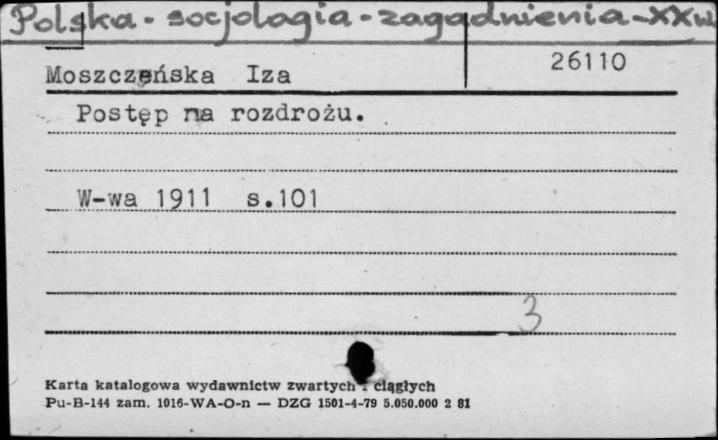 Polska - socjologia - zagadnienia - XXw
Moszczeńska Iza
26110
Postęp na rozdrożu.
W-wa 1911 s.101
3
Karta katalogowa wydawnictw zwartych i ciągłych
Pu-B-144 zam. 1016-WA-O-n — DZG 1501-4-79 5.050.000 2 81